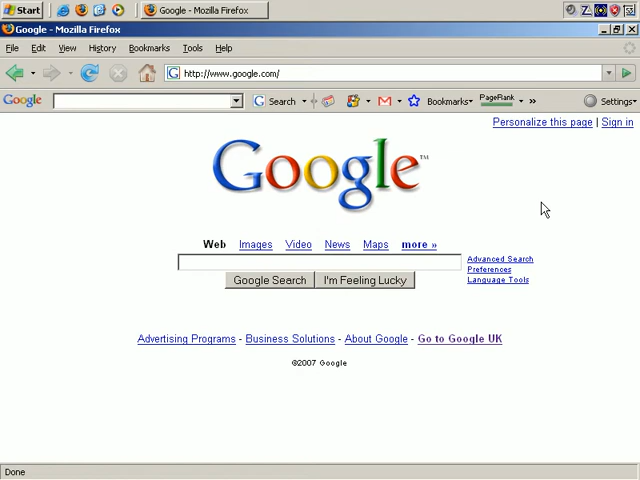 Start Google - Mozilla Firefox
Google - Mozilla Firefox
File Edit View History Bookmarks Tools Help
G http://www.google.com/
Google G Search Bookmarks PageRank » Settings
Personalize this page | Sign in
Google™
Web Images Video News Maps more »
Advanced Search
Preferences
Language Tools
Google Search I'm Feeling Lucky
Advertising Programs - Business Solutions - About Google - Go to Google UK
©2007 Google
Done